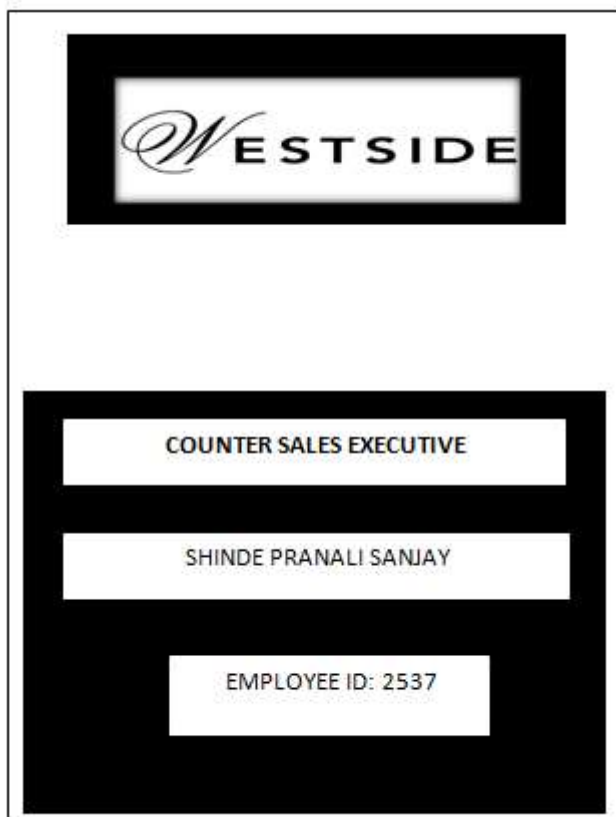 WESTSIDE
COUNTER SALES EXECUTIVE
SHINDE PRANALI SANJAY
EMPLOYEE ID: 2537